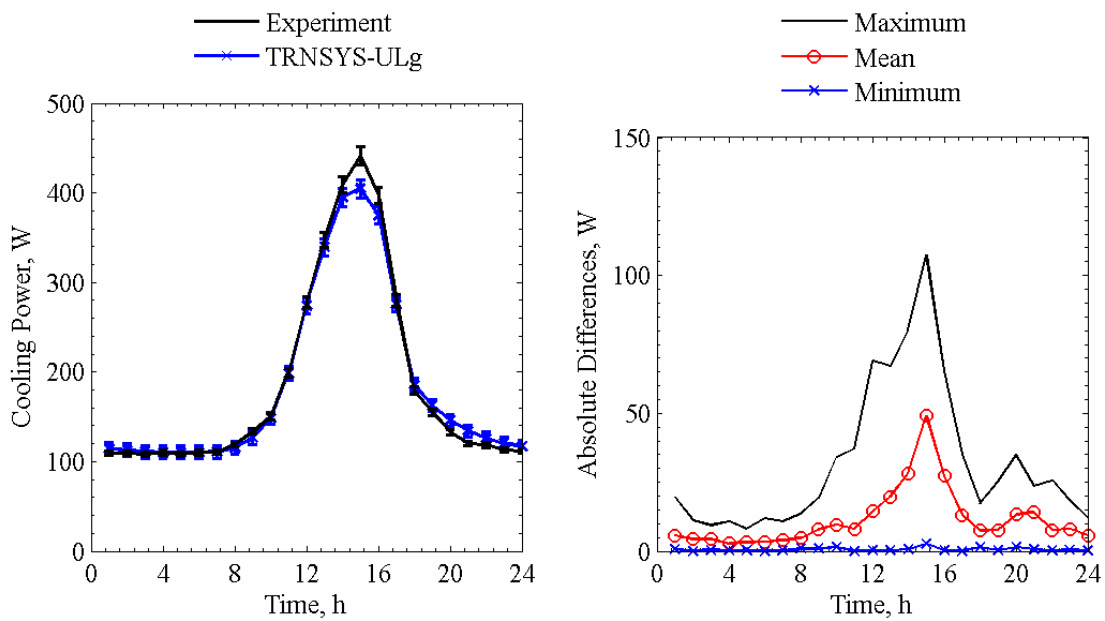 Experiment
TRNSYS-ULg
500
400
300
200
100
0
Cooling Power, W
0 4 8 12 16 20 24
Time, h
Maximum
Mean
Minimum
150
100
50
0
Absolute Differences, W
0 4 8 12 16 20 24
Time, h